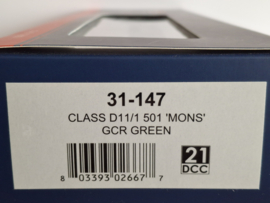 31-147
CLASS D11/1 501 'MONS'
GCR GREEN
21
DCC
8 03393 02667 7